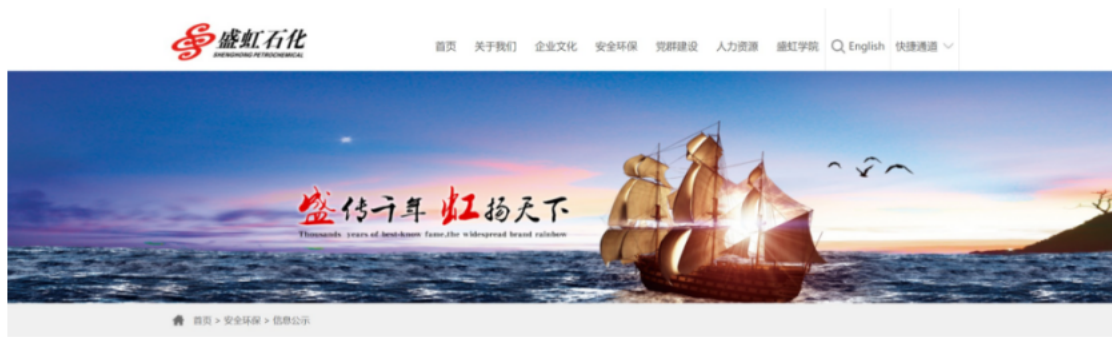 盛虹石化
SHENGHONG PETROCHEMICAL
首页 关于我们 企业文化 安全环保 党群建设 人力资源 盛虹学院 English 快捷通道
盛传千年 虹扬天下
Thousands years of best-know fame,the widespread brand rainbow
首页 > 安全环保 > 信息公示